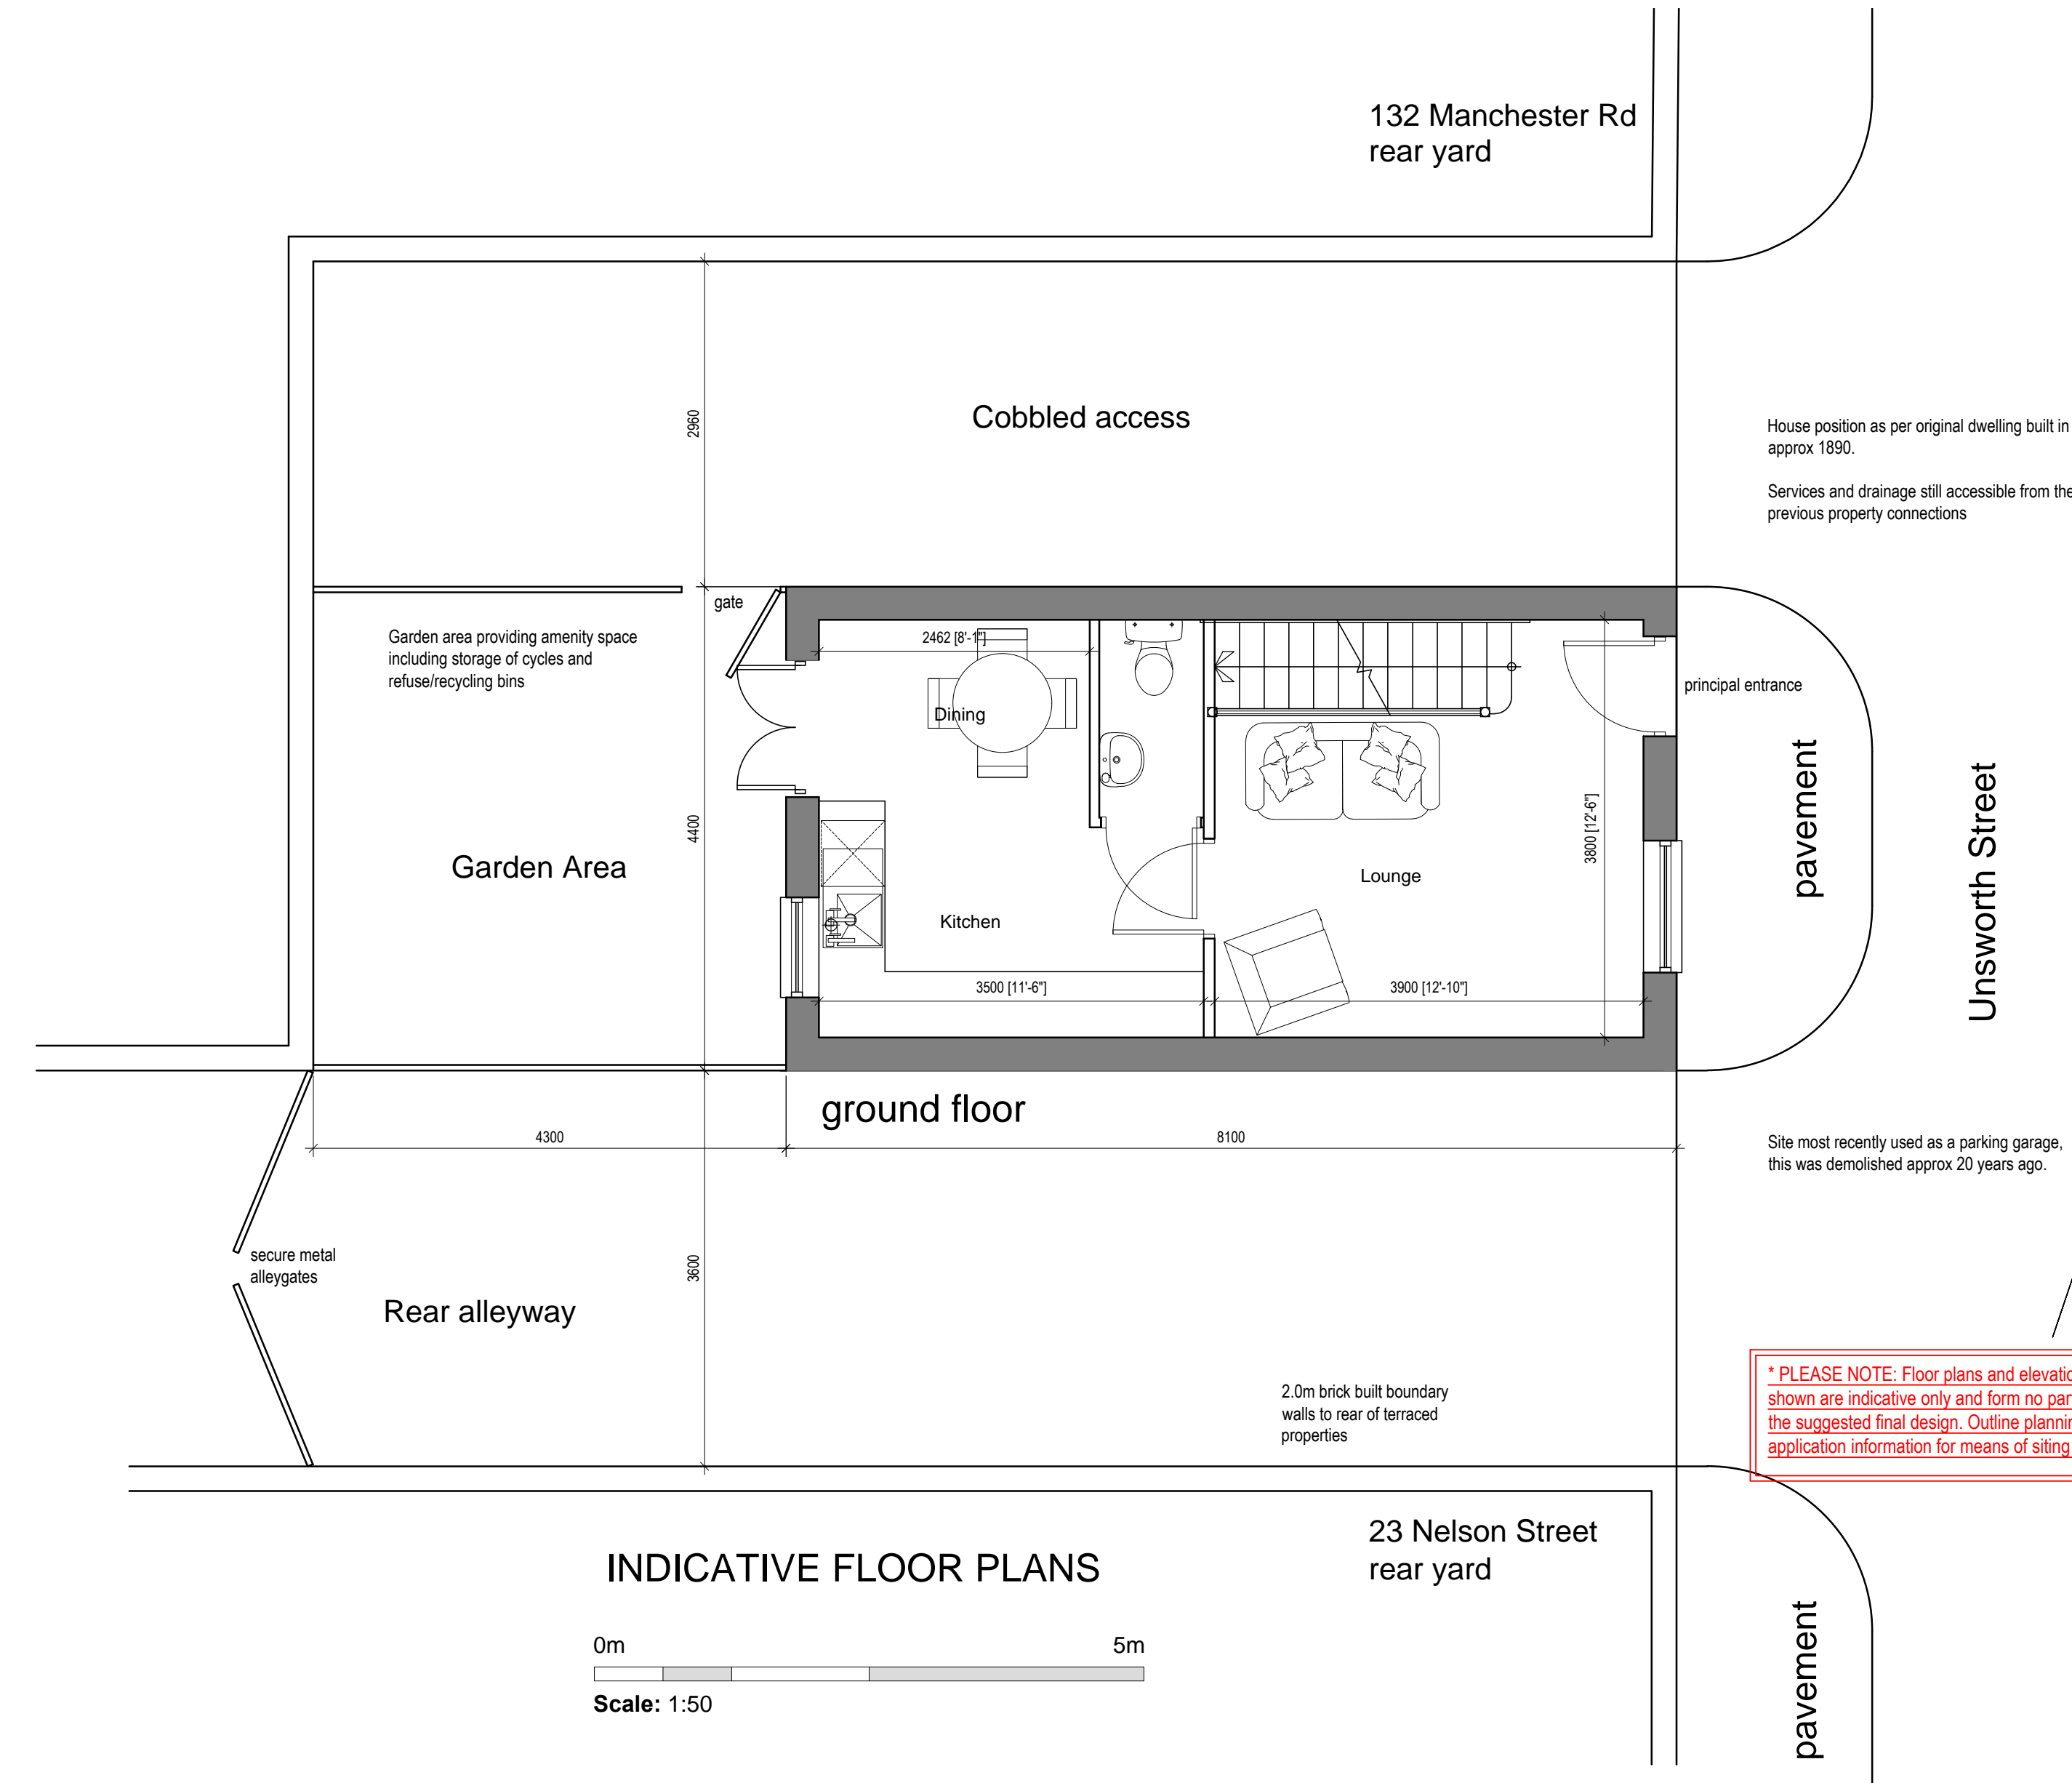 132 Manchester Rd
rear yard
2960
Cobbled access
House position as per original dwelling built in
approx 1890.
Services and drainage still accessible from the
previous property connections
gate
Garden area providing amenity space
including storage of cycles and
refuse/recycling bins
2462 [8'-1"]
Dining
principal entrance
pavement
Unsworth Street
4400
3800 [12'-6"]
Garden Area
Lounge
Kitchen
3500 [11'-6"]
3900 [12'-10"]
ground floor
4300
8100
Site most recently used as a parking garage,
this was demolished approx 20 years ago.
secure metal
alleygates
3600
Rear alleyway
2.0m brick built boundary
walls to rear of terraced
properties
* PLEASE NOTE: Floor plans and elevatio
shown are indicative only and form no par
the suggested final design. Outline plannin
application information for means of siting
23 Nelson Street
rear yard
INDICATIVE FLOOR PLANS
0m 5m
Scale: 1:50
pavement